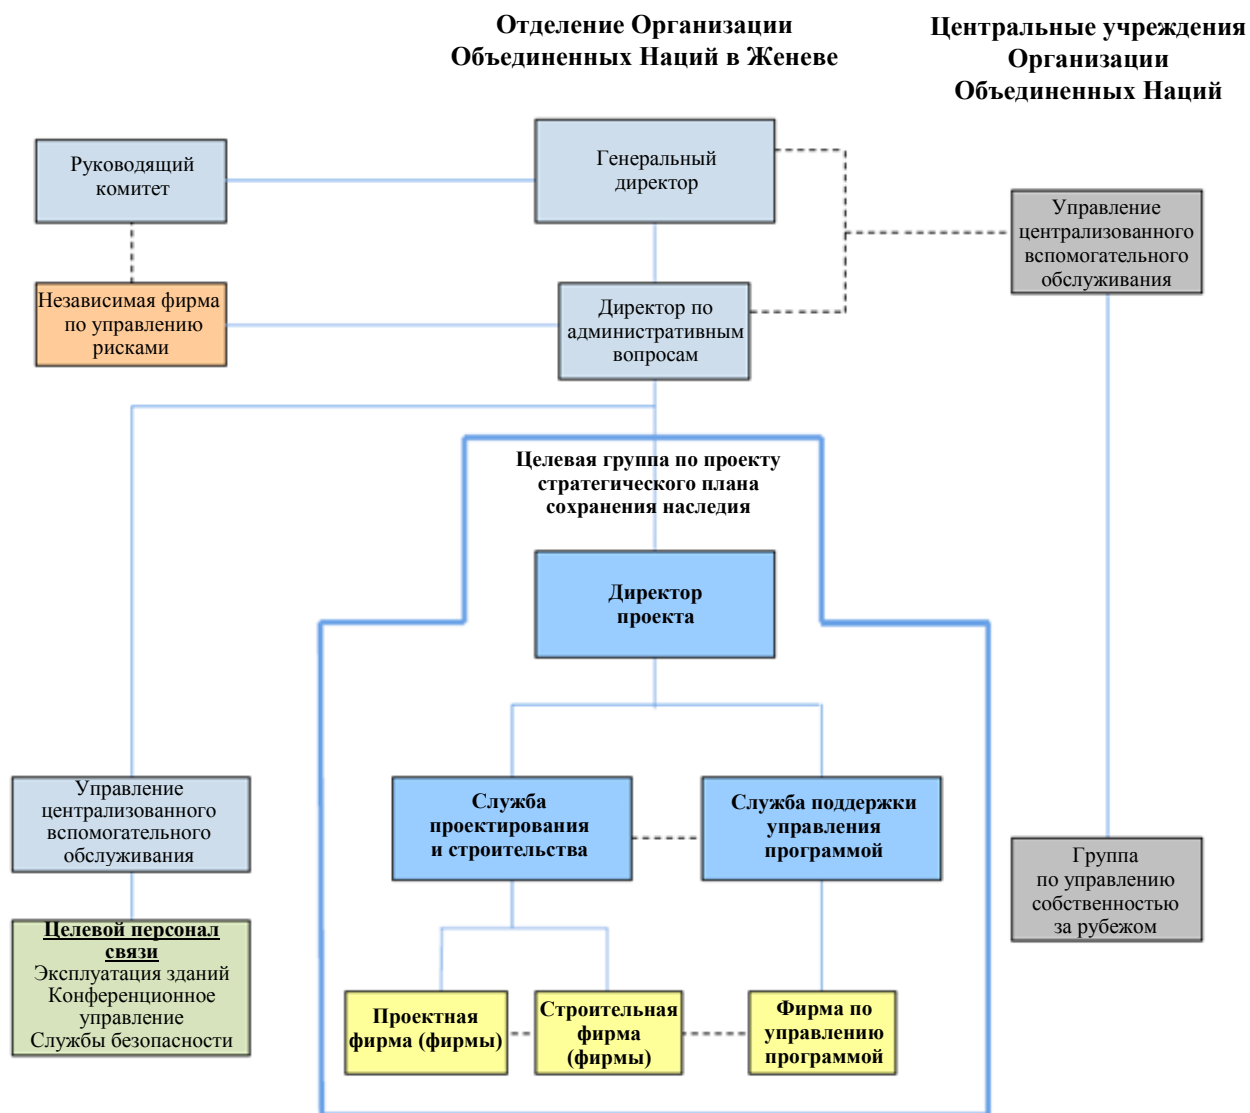 Отделение Организации
Объединенных Наций в Женеве
Центральные учреждения
Организации
Объединенных Наций
Руководящий
комитет
Генеральный
директор
Управление
централизованного
вспомогательного
обслуживания
Независимая фирма
по управлению
рисками
Директор по
административным
вопросам
Целевая группа по проекту
стратегического плана
сохранения наследия
Директор
проекта
Управление
централизованного
вспомогательного
обслуживания
Служба
проектирования
и строительства
Служба поддержки
управления
программой
Группа
по управлению
собственностью
за рубежом
Целевой персонал
связи
Эксплуатация зданий
Конференционное
управление
Службы безопасности
Проектная
фирма (фирмы)
Строительная
фирма
(фирмы)
Фирма по
управлению
программой